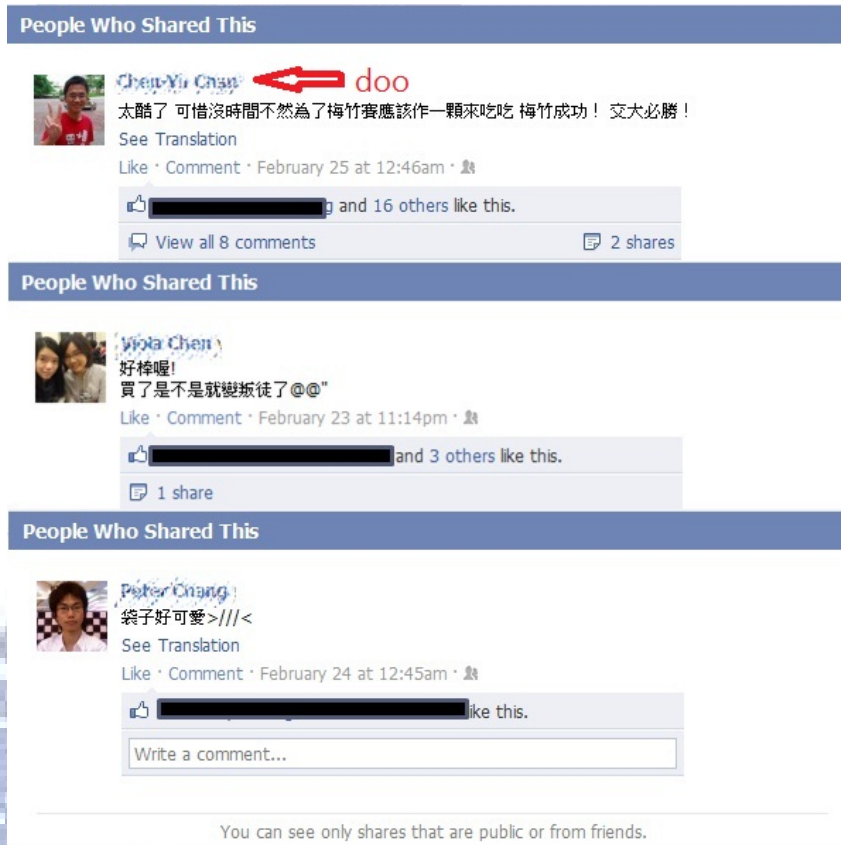 People Who Shared This
doo
太酷了 可惜沒時間不然為了梅竹賽應該作一顆來吃吃 梅竹成功！ 交大必勝！
See Translation
Like · Comment · February 25 at 12:46am ·
g and 16 others like this.
View all 8 comments 2 shares
People Who Shared This
Viola Chen
好棒喔!
買了是不是就變叛徒了@@"
Like · Comment · February 23 at 11:14pm ·
and 3 others like this.
1 share
People Who Shared This
Peter Chang
袋子好可愛>///<
See Translation
Like · Comment · February 24 at 12:45am ·
like this.
Write a comment...
You can see only shares that are public or from friends.